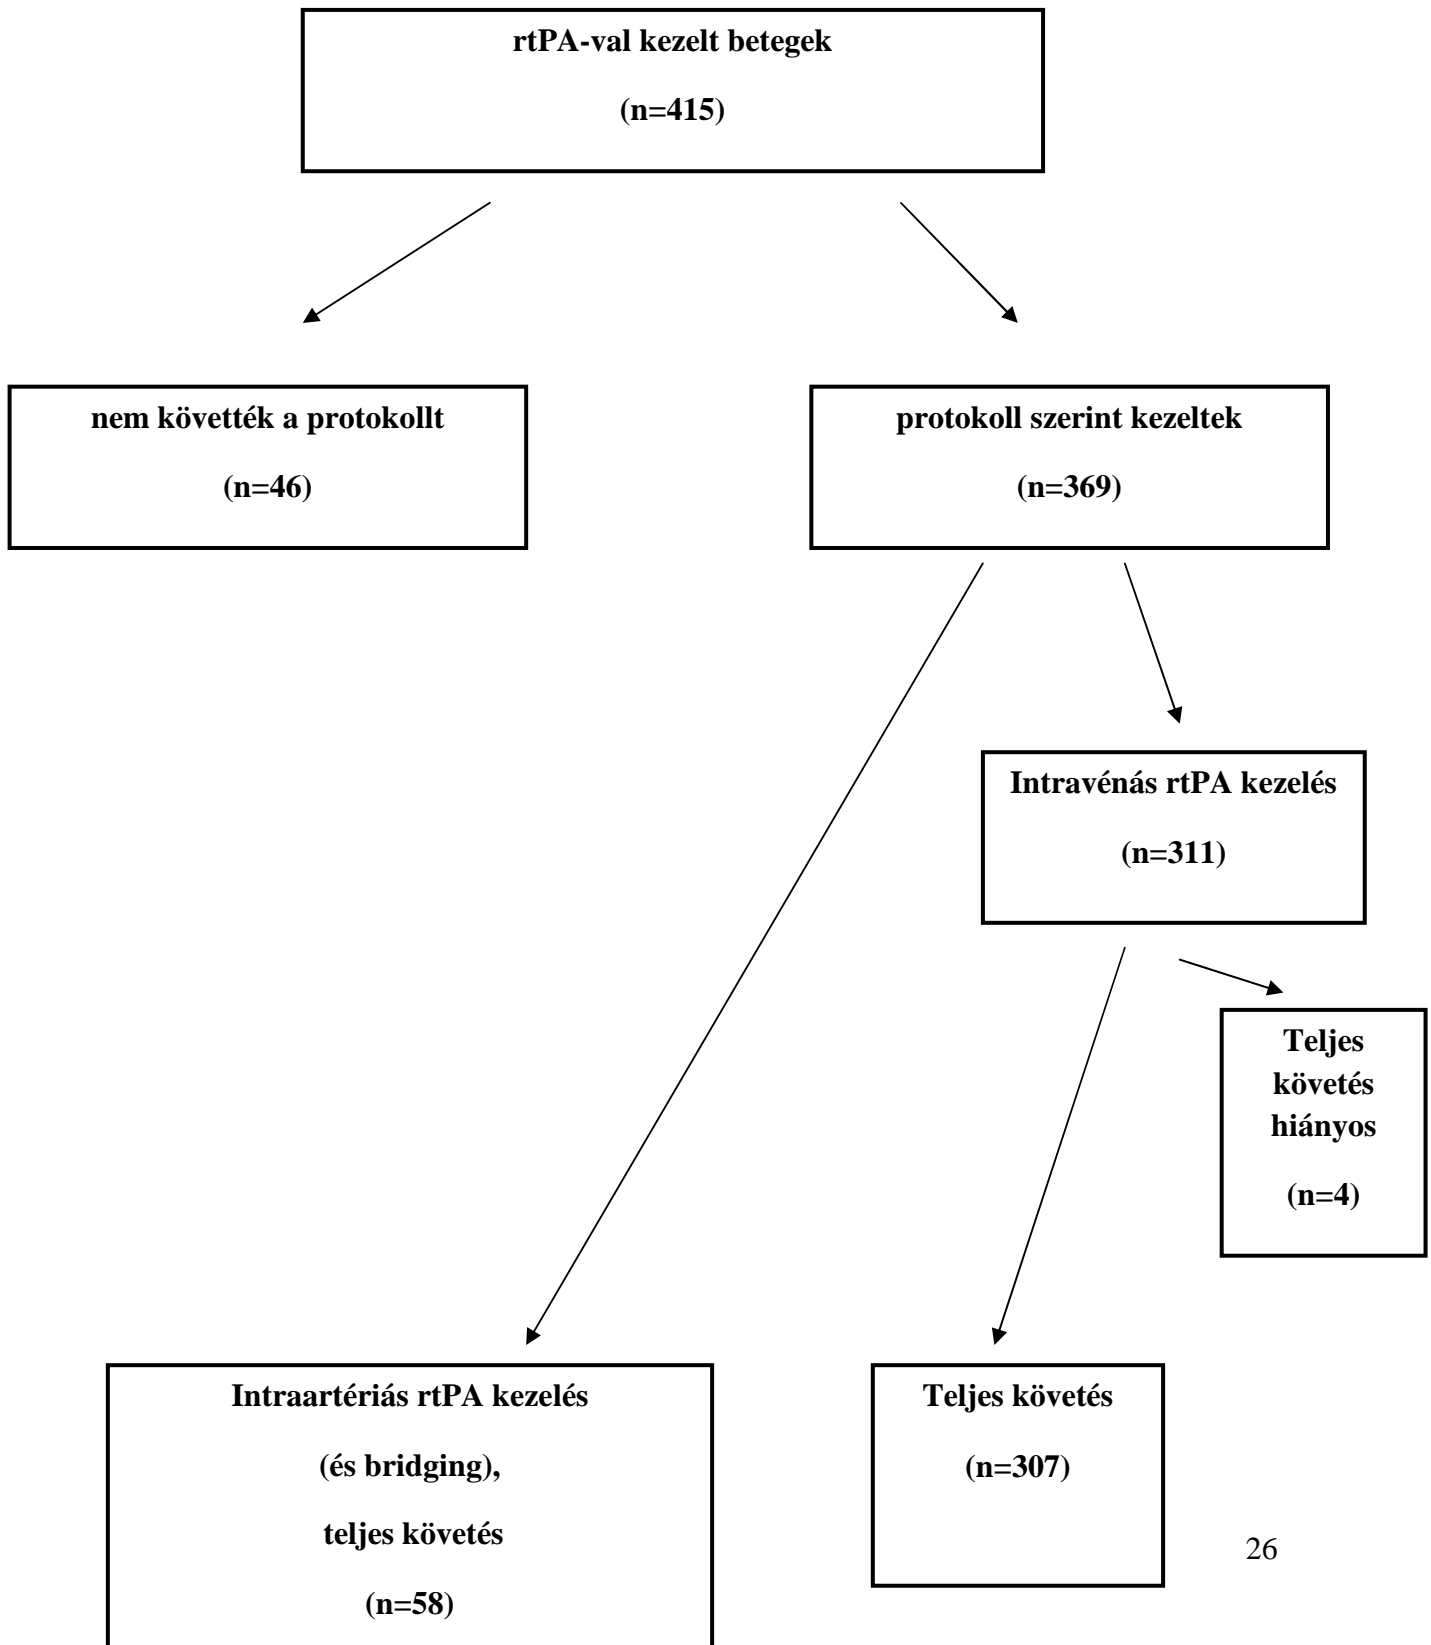 rtPA-val kezelt betegek
(n=415)
nem követték a protokollt
(n=46)
protokoll szerint kezeltek
(n=369)
Intravénás rtPA kezelés
(n=311)
Teljes
követés
hiányos
(n=4)
Intraartériás rtPA kezelés
(és bridging),
teljes követés
(n=58)
Teljes követés
(n=307)
26